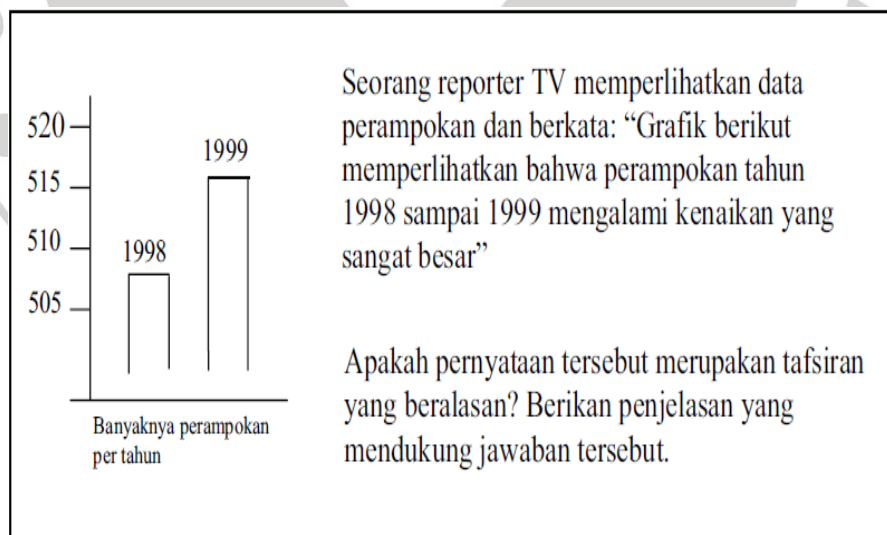 520
515
510
505
1998
1999
Banyaknya perampokan
per tahun
Seorang reporter TV memperlihatkan data
perampokan dan berkata: “Grafik berikut
memperlihatkan bahwa perampokan tahun
1998 sampai 1999 mengalami kenaikan yang
sangat besar”
Apakah pernyataan tersebut merupakan tafsiran
yang beralasan? Berikan penjelasan yang
mendukung jawaban tersebut.